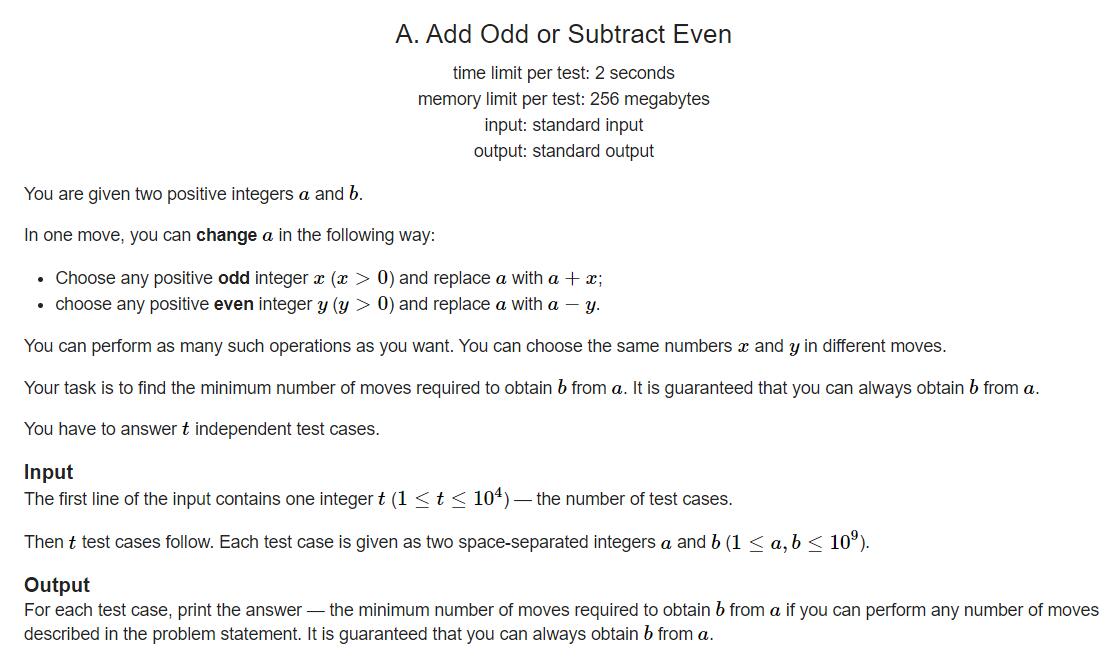 A. Add Odd or Subtract Even
time limit per test: 2 seconds
memory limit per test: 256 megabytes
input: standard input
output: standard output
You are given two positive integers a and b.
In one move, you can change a in the following way:
• Choose any positive odd integer x (x > 0) and replace a with a + x;
• choose any positive even integer y (y > 0) and replace a with a − y.
You can perform as many such operations as you want. You can choose the same numbers x and y in different moves.
Your task is to find the minimum number of moves required to obtain b from a. It is guaranteed that you can always obtain b from a.
You have to answer t independent test cases.
Input
The first line of the input contains one integer t (1 ≤ t ≤ 10⁴) — the number of test cases.
Then t test cases follow. Each test case is given as two space-separated integers a and b (1 ≤ a, b ≤ 10⁹).
Output
For each test case, print the answer — the minimum number of moves required to obtain b from a if you can perform any number of moves
described in the problem statement. It is guaranteed that you can always obtain b from a.